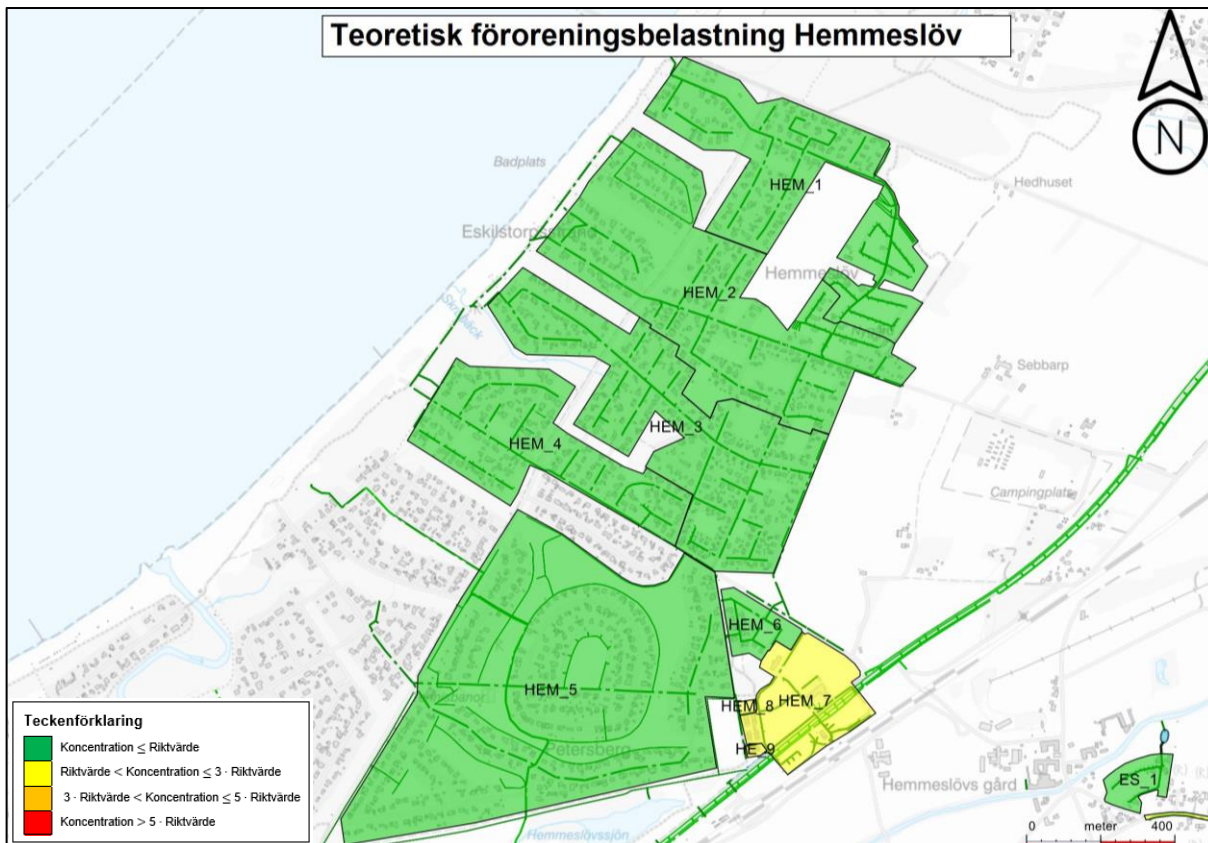 Teoretisk föroreningsbelastning Hemmeslöv
N
Badplats
HEM_1
Hedhuset
Eskilstorpsstrand
Hemmeslöv
HEM_2
Skrebäck
Sebbarp
HEM_3
HEM_4
Campingplats
HEM_6
HEM_5
HEM_8
HEM_7
HE_9
Petersberg
Hemmeslövs gård
ES_1
Hemmeslövssjön
0 meter 400
Teckenförklaring
Koncentration ≤ Riktvärde
Riktvärde < Koncentration ≤ 3 · Riktvärde
3 · Riktvärde < Koncentration ≤ 5 · Riktvärde
Koncentration > 5 · Riktvärde